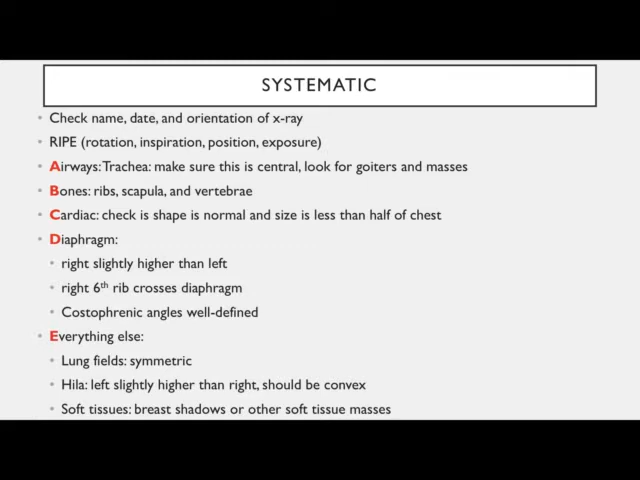 SYSTEMATIC
• Check name, date, and orientation of x-ray
• RIPE (rotation, inspiration, position, exposure)
• Airways: Trachea: make sure this is central, look for goiters and masses
• Bones: ribs, scapula, and vertebrae
• Cardiac: check is shape is normal and size is less than half of chest
• Diaphragm:
• right slightly higher than left
• right 6th rib crosses diaphragm
• Costophrenic angles well-defined
• Everything else:
• Lung fields: symmetric
• Hila: left slightly higher than right, should be convex
• Soft tissues: breast shadows or other soft tissue masses